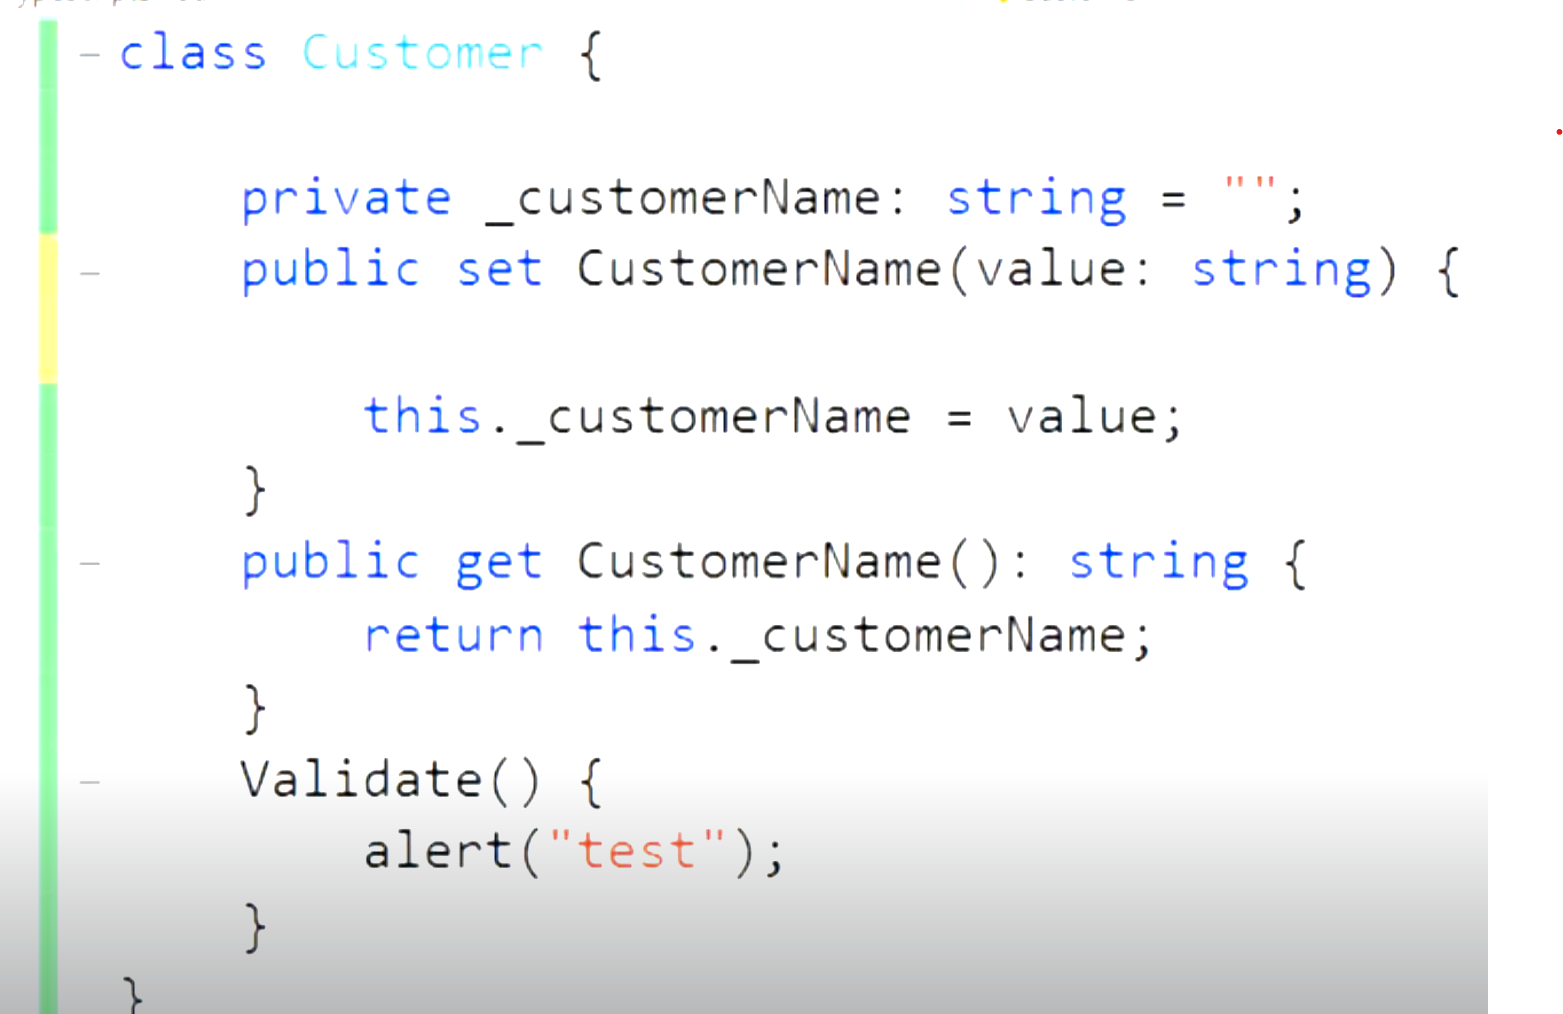 class Customer {
private _customerName: string = "";
public set CustomerName(value: string) {
this._customerName = value;
}
public get CustomerName(): string {
return this._customerName;
}
Validate() {
alert("test");
}
}